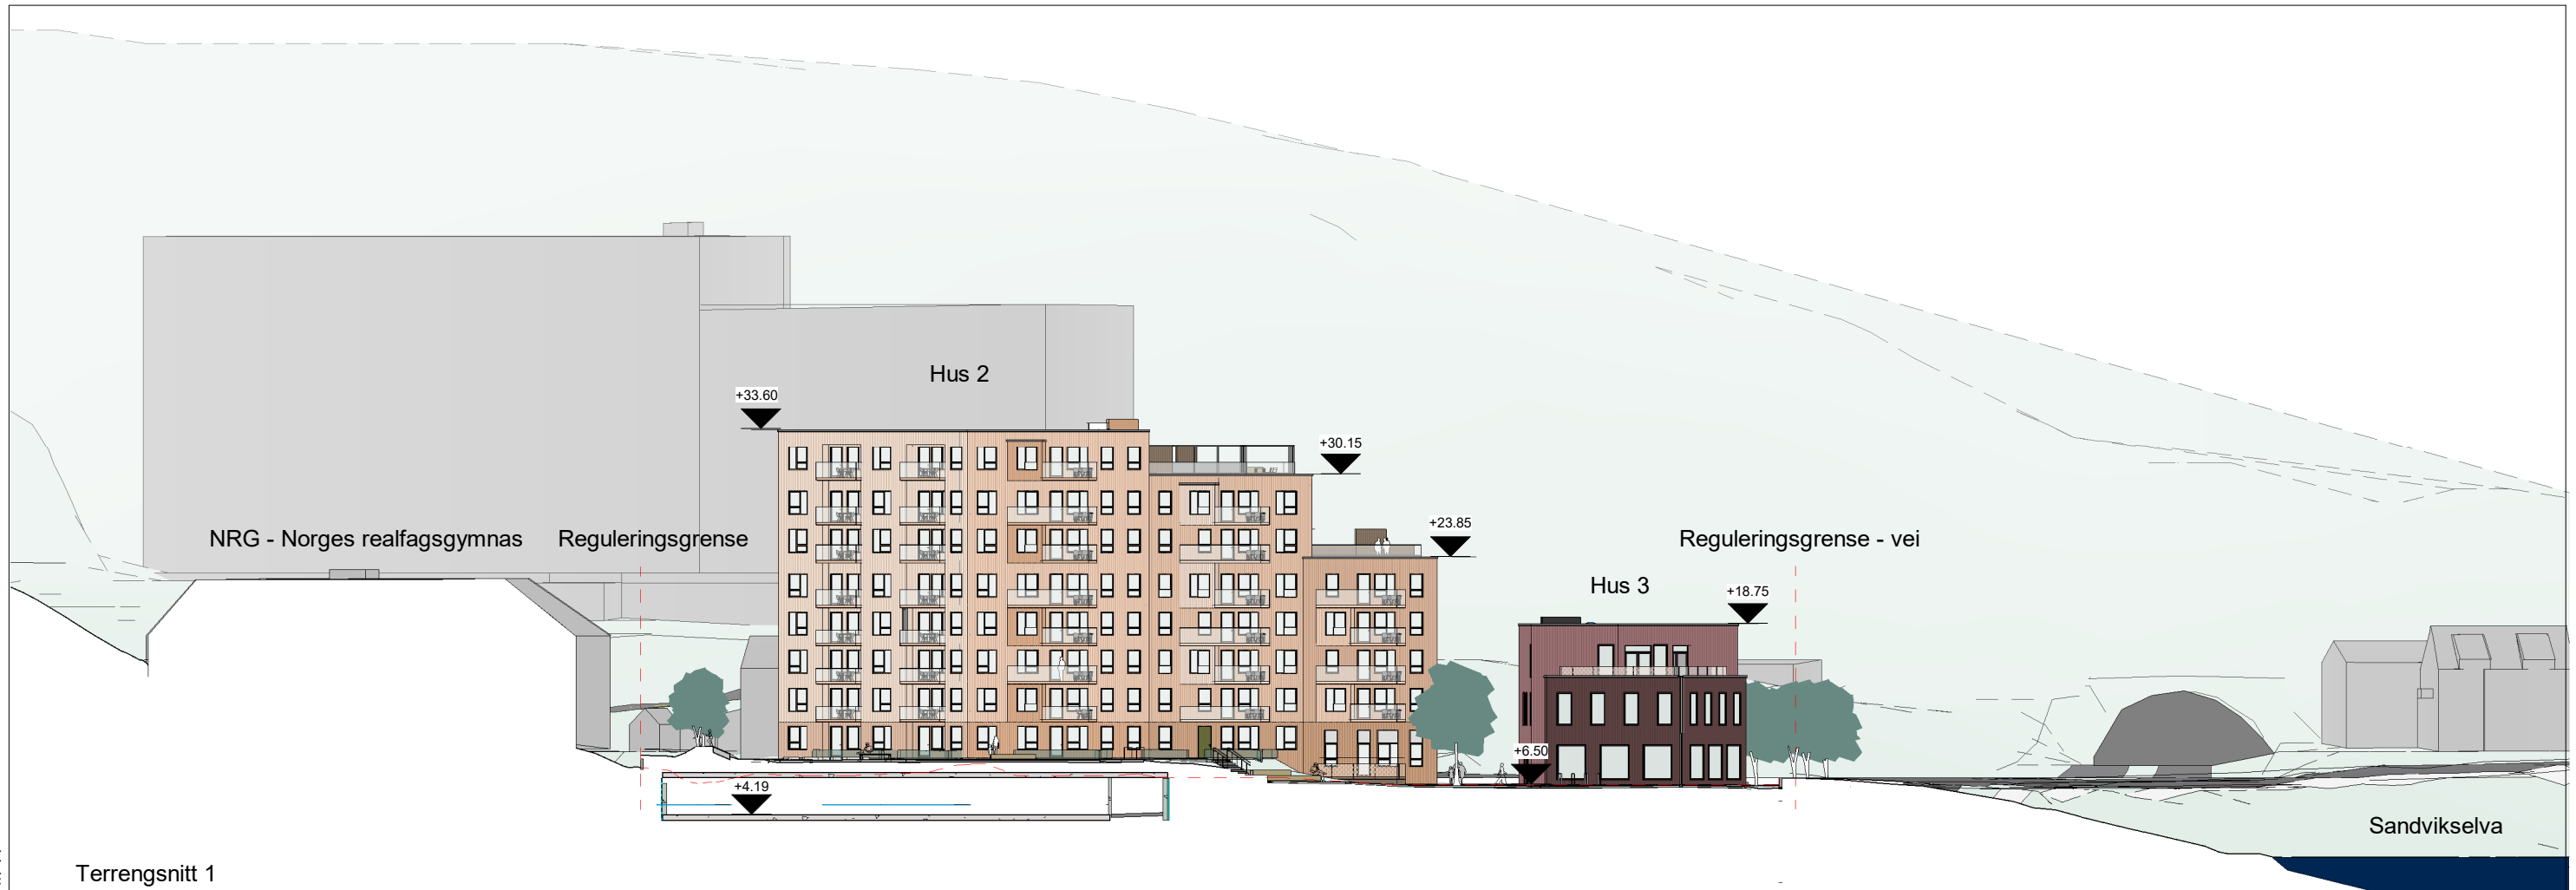 Hus 2
+33.60
+30.15
+23.85
NRG - Norges realfagsgymnas
Reguleringsgrense
Reguleringsgrense - vei
Hus 3
+18.75
+6.50
+4.19
Sandvikselva
Terrengsnitt 1